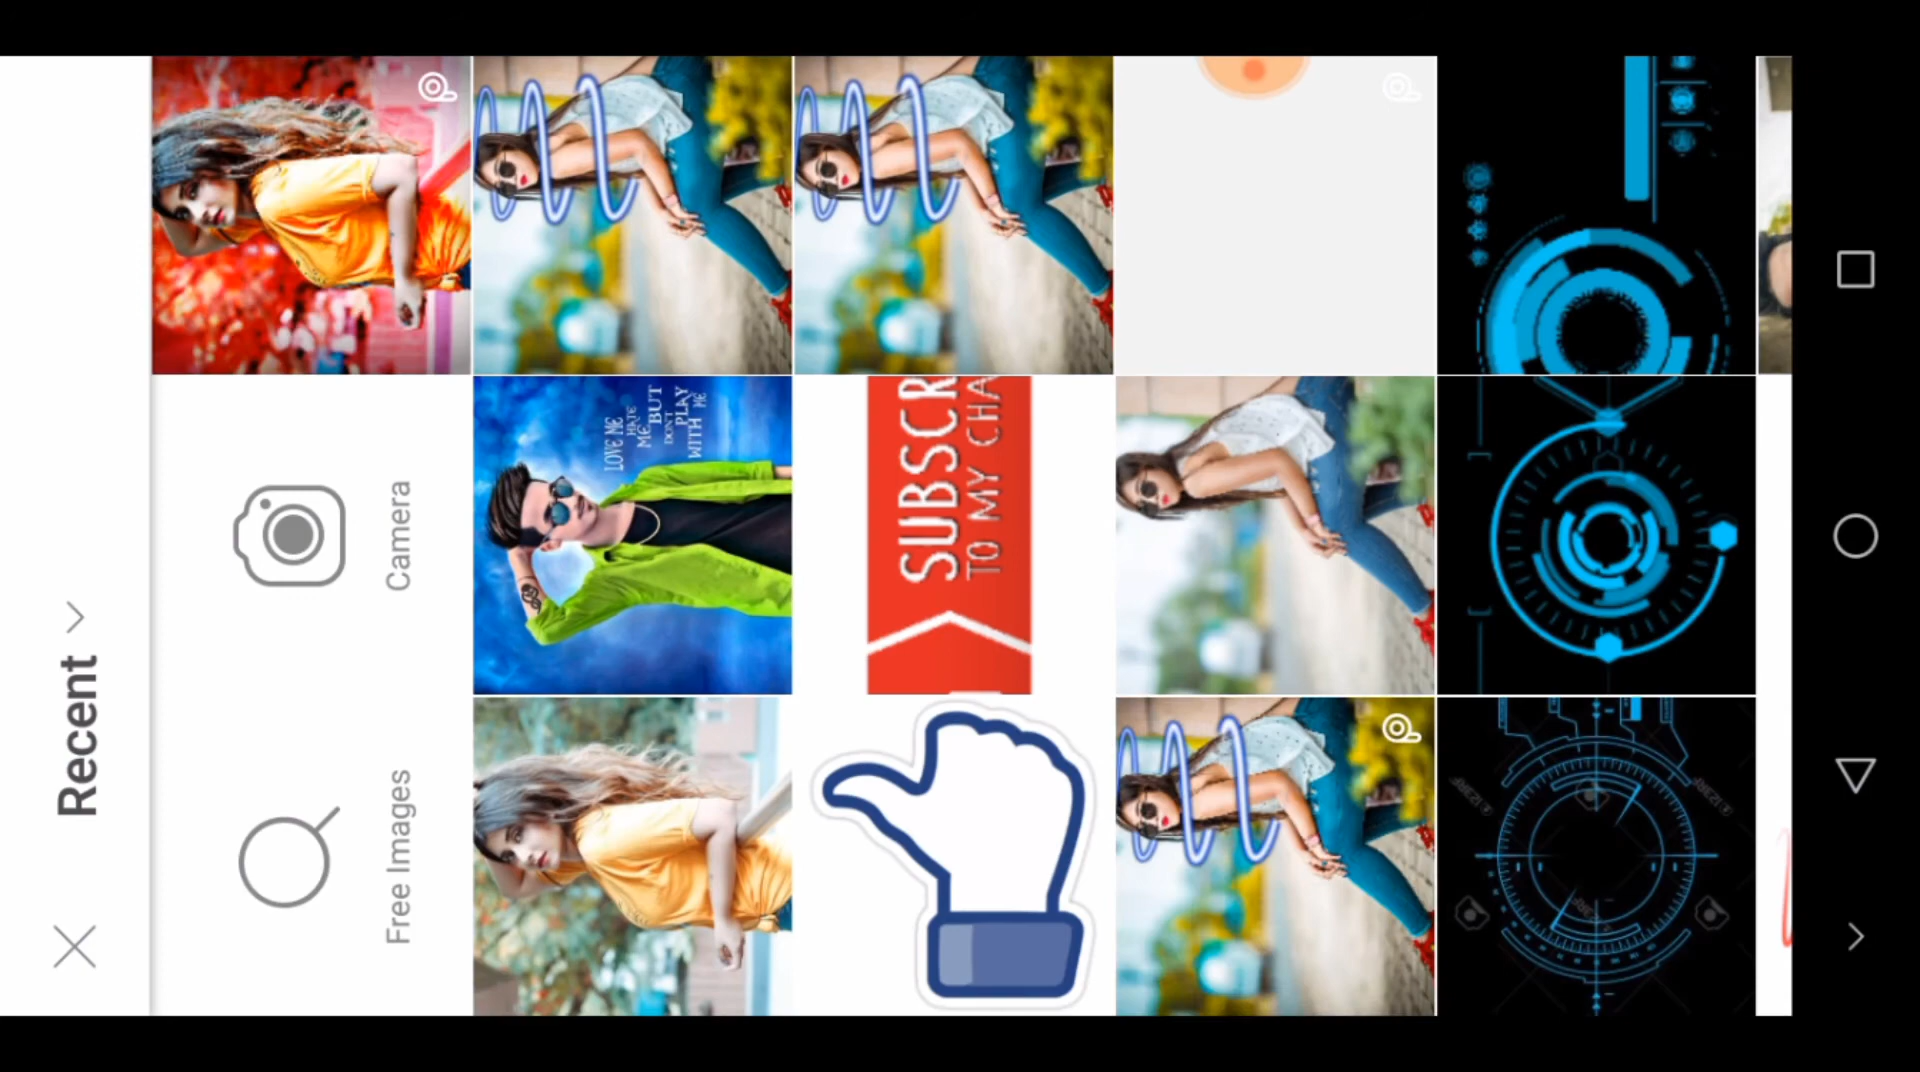 Recent
Free Images
Camera
LOVE ME
HATE
ME
BUT
DON'T
PLAY
WITH ME
SUBSCR
TO MY CHA